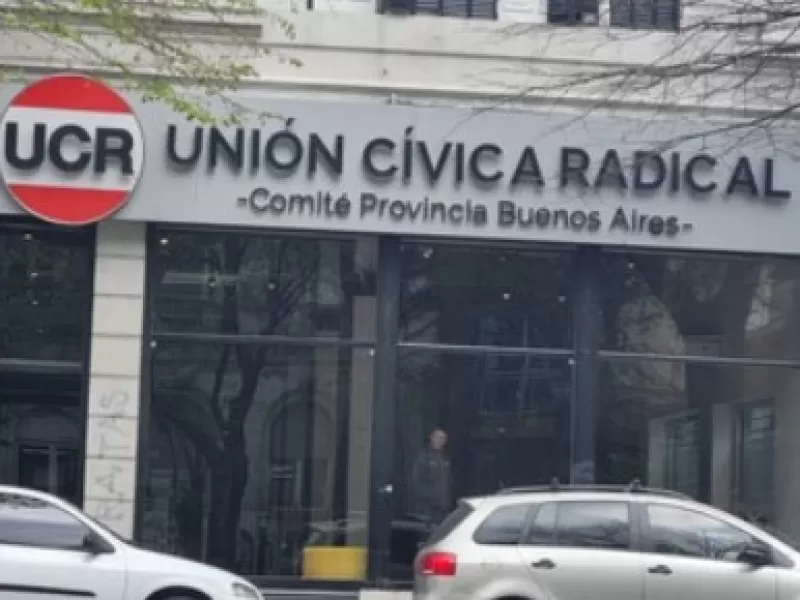 UCR
UNIÓN CÍVICA RADICAL
-Comité Provincia Buenos Aires-